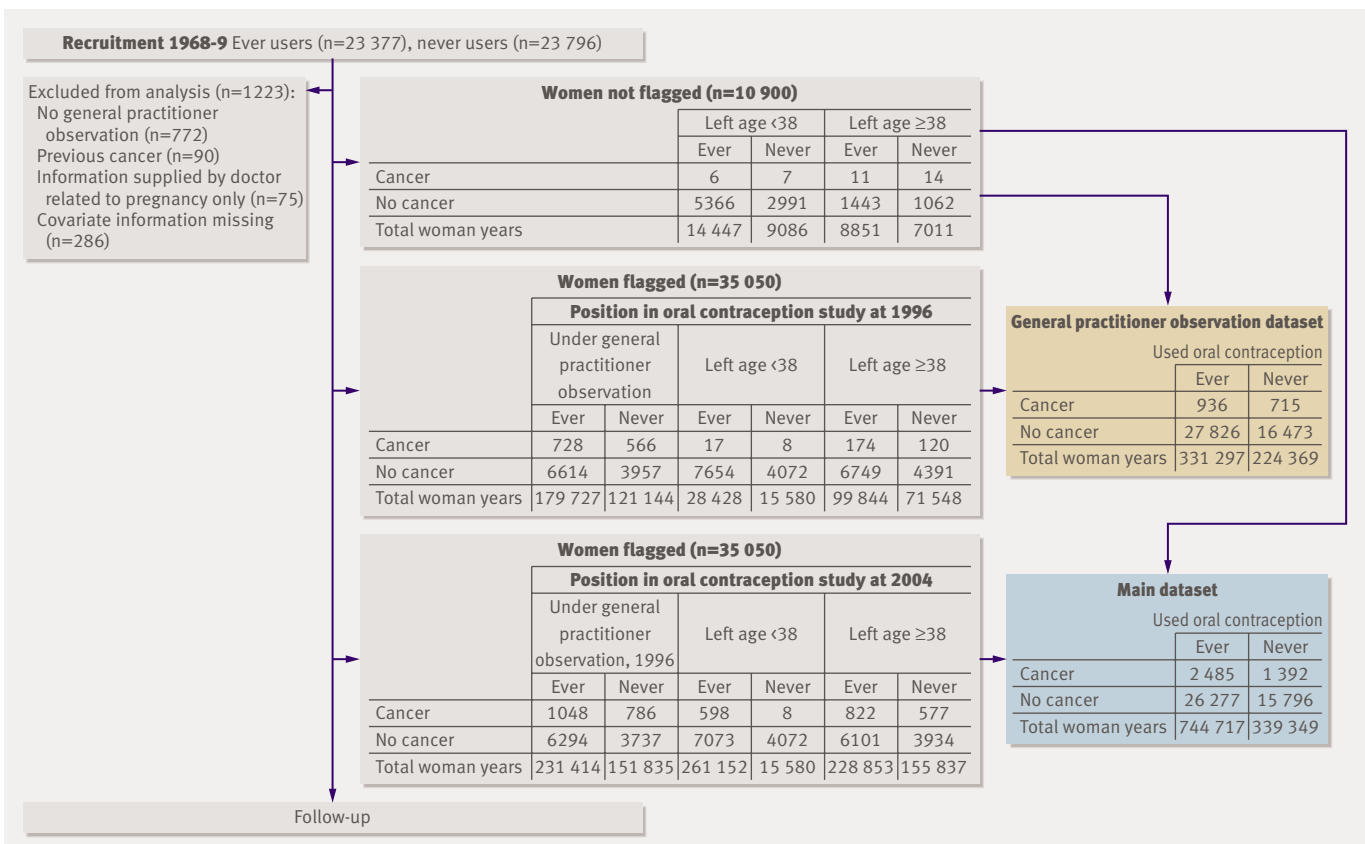 Recruitment 1968-9 Ever users (n=23 377), never users (n=23 796)
Excluded from analysis (n=1223):
No general practitioner
observation (n=772)
Previous cancer (n=90)
Information supplied by doctor
related to pregnancy only (n=75)
Covariate information missing
(n=286)
Women not flagged (n=10 900)
Left age <38 Left age ≥38
Ever Never Ever Never
Cancer 6 7 11 14
No cancer 5366 2991 1443 1062
Total woman years 14 447 9086 8851 7011
Women flagged (n=35 050)
Position in oral contraception study at 1996
Under general
practitioner
observation
Left age <38 Left age ≥38
Ever Never Ever Never Ever Never
Cancer 728 566 17 8 174 120
No cancer 6614 3957 7654 4072 6749 4391
Total woman years 179 727 121 144 28 428 15 580 99 844 71 548
General practitioner observation dataset
Used oral contraception
Ever Never
Cancer 936 715
No cancer 27 826 16 473
Total woman years 331 297 224 369
Women flagged (n=35 050)
Position in oral contraception study at 2004
Under general
practitioner
observation, 1996
Left age <38 Left age ≥38
Ever Never Ever Never Ever Never
Cancer 1048 786 598 8 822 577
No cancer 6294 3737 7073 4072 6101 3934
Total woman years 231 414 151 835 261 152 15 580 228 853 155 837
Main dataset
Used oral contraception
Ever Never
Cancer 2 485 1 392
No cancer 26 277 15 796
Total woman years 744 717 339 349
Follow-up